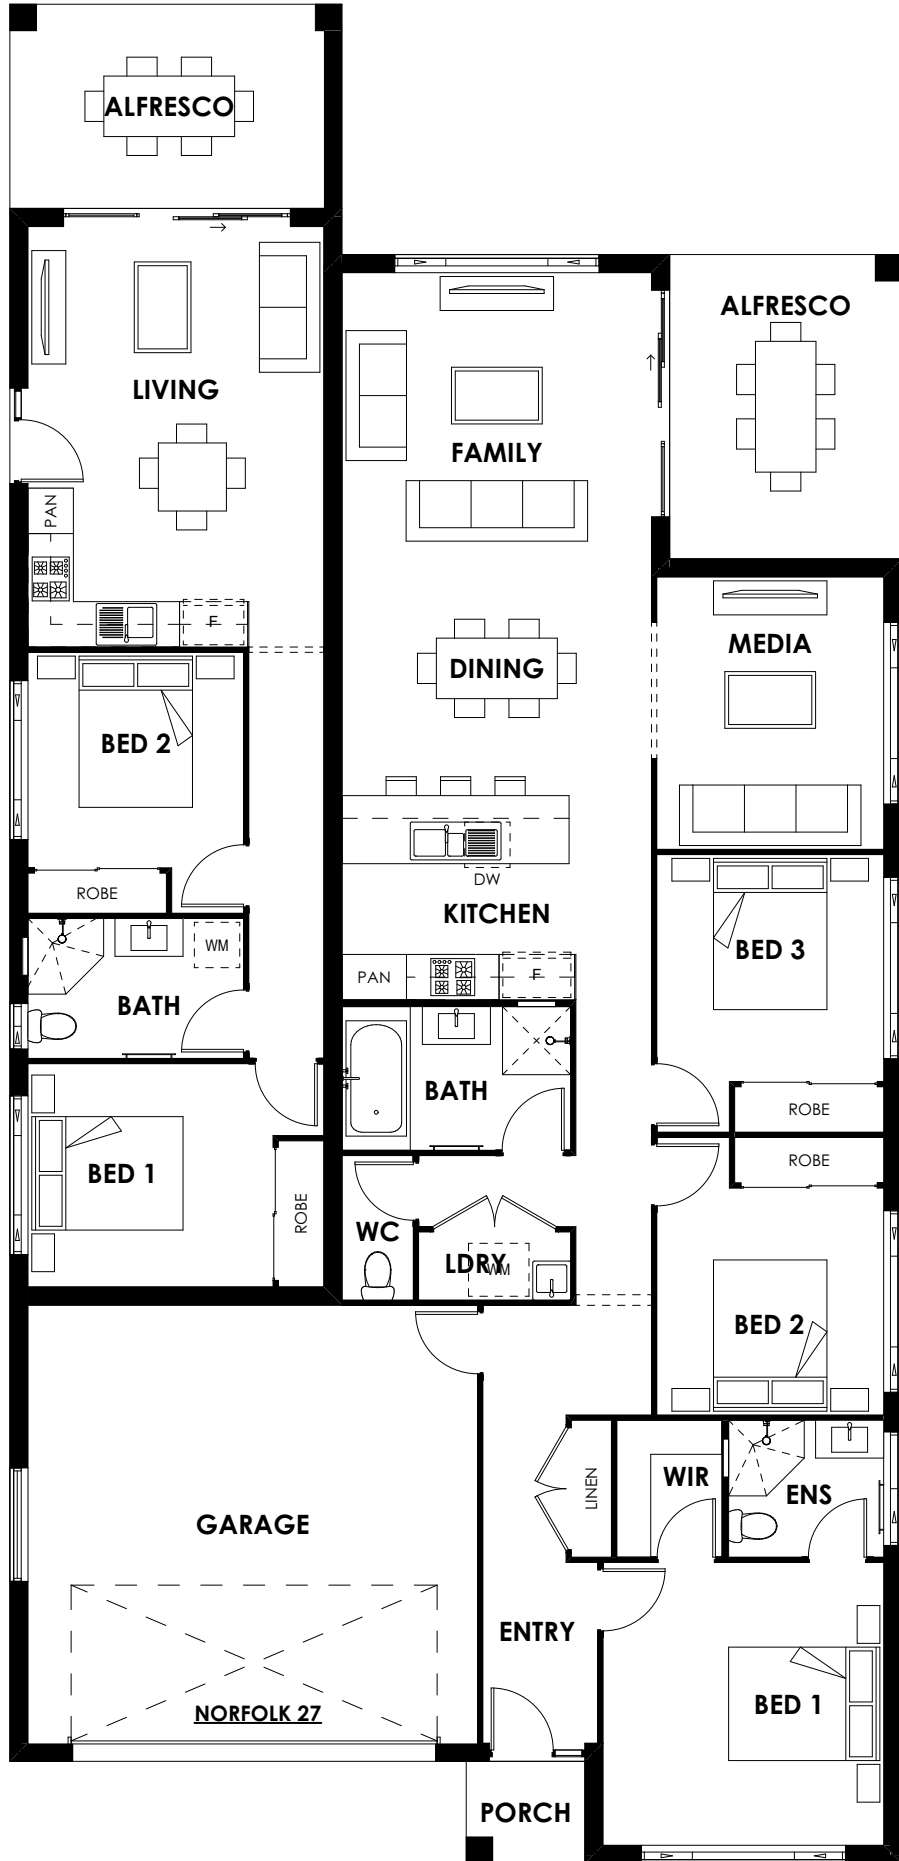 ALFRESCO
ALFRESCO
LIVING
FAMILY
PAN
F
MEDIA
DINING
BED 2
DW
ROBE
KITCHEN
WM
BED 3
PAN
F
BATH
BATH
ROBE
BED 1
ROBE
ROBE
WC
LDRY
WM
BED 2
LINEN
WIR
ENS
GARAGE
ENTRY
BED 1
NORFOLK 27
PORCH